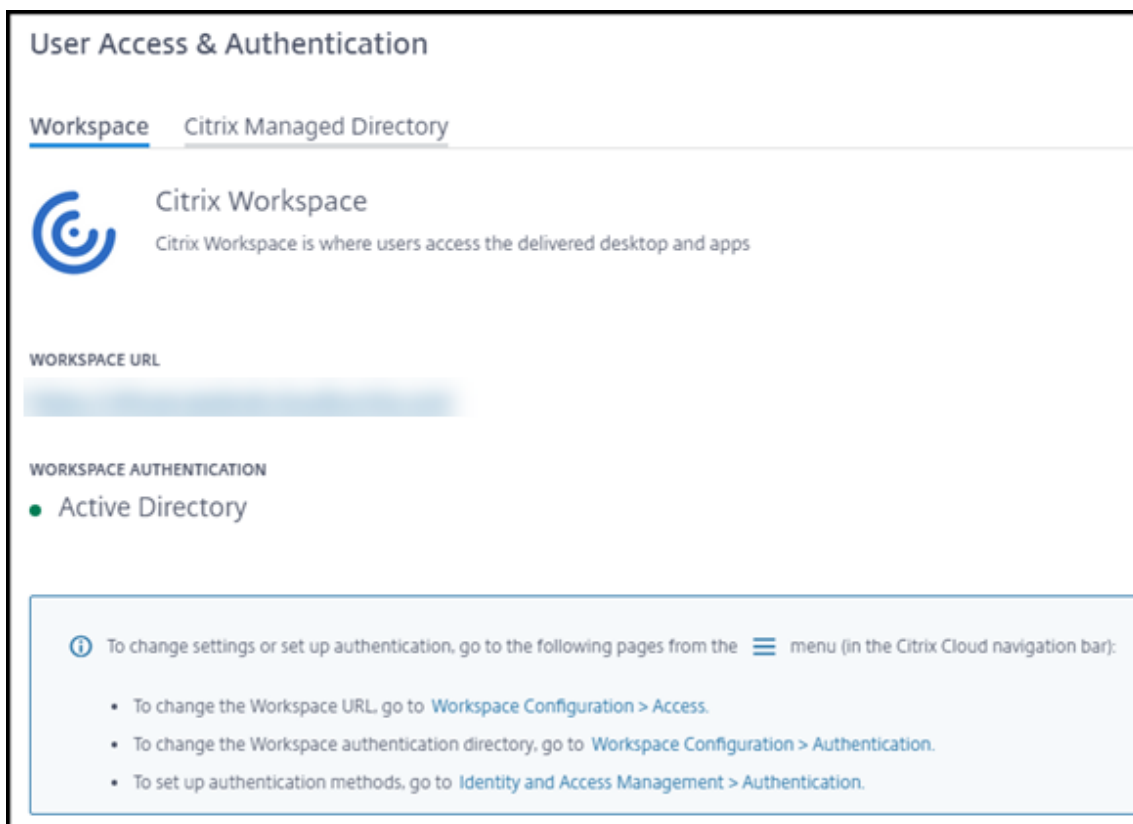 User Access & Authentication
Workspace Citrix Managed Directory
Citrix Workspace
Citrix Workspace is where users access the delivered desktop and apps
WORKSPACE URL
WORKSPACE AUTHENTICATION
Active Directory
To change settings or set up authentication, go to the following pages from the menu (in the Citrix Cloud navigation bar):
• To change the Workspace URL, go to Workspace Configuration > Access.
• To change the Workspace authentication directory, go to Workspace Configuration > Authentication.
• To set up authentication methods, go to Identity and Access Management > Authentication.